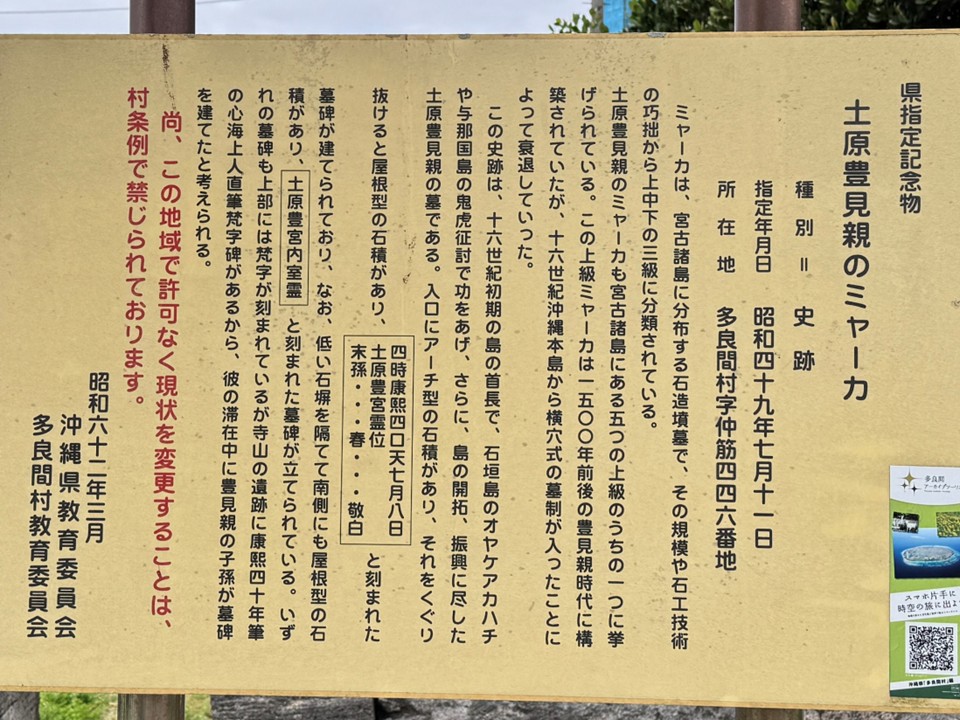 県指定記念物
土原豊見親のミャーカ
種別＝史跡
指定年月日 昭和四十九年七月十一日
所在地 多良間村字仲筋四四六番地
ミャーカは、宮古諸島に分布する石造墳墓で、その規模や石工技術
の巧拙から上中下の三級に分類されている。
土原豊見親のミャーカも宮古諸島にある五つの上級のうちの一つに挙
げられている。この上級ミャーカは一五〇〇年前後の豊見親時代に構
築されていたが、十六世紀沖縄本島から横穴式の墓制が入ったことに
よって衰退していった。
この史跡は、十六世紀初期の島の首長で、石垣島のオヤケアカハチ
や与那国島の鬼虎征討で功をあげ、さらに、島の開拓、振興に尽した
土原豊見親の墓である。入口にアーチ型の石積があり、それをくぐり
抜けると屋根型の石積があり、
四時康熙四口天七月八日
土原豊宮霊位
末孫・・・春・・・敬白
と刻まれた
墓碑が建てられており、なお、低い石塀を隔てて南側にも屋根型の石
積があり、土原豊宮内室霊と刻まれた墓碑が立てられている。いず
れの墓碑も上部には梵字が刻まれているが寺山の遺跡に康熙四十年筆
の心海上人直筆梵字碑があるから、彼の滞在中に豊見親の子孫が墓碑
を建てたと考えられる。
尚、この地域で許可なく現状を変更することは、
村条例で禁じられております。
昭和六十二年三月
沖縄県教育委員会
多良間村教育委員会
多良間
スマホ片手に
時空の旅に出よ